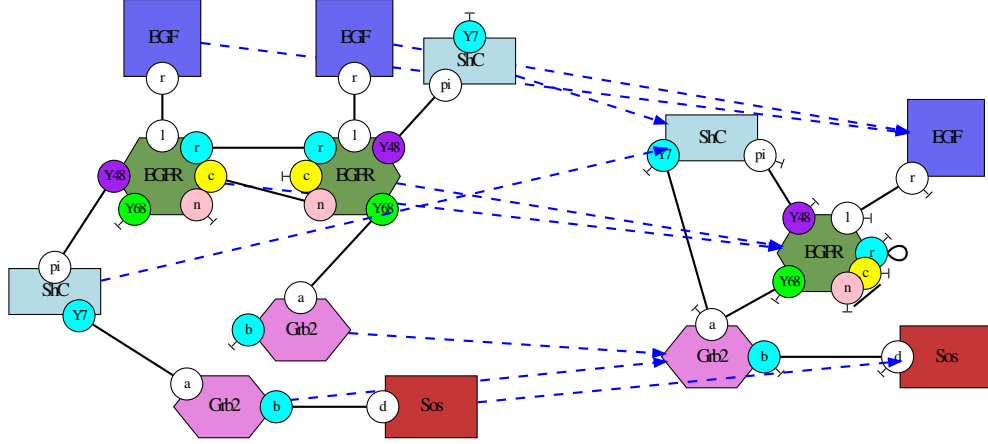 EGF
EGF
Y7
ShC
r
r
pi
EGF
ShC
l
r
r
l
Y48
Y7
pi
Y48
EGFR
c
c
EGFR
r
Y68
n
n
Y68
Y48
l
EGFR
r
pi
c
ShC
Y68
n
Y7
a
a
b
Grb2
Grb2
b
d
Sos
a
Grb2
b
d
Sos